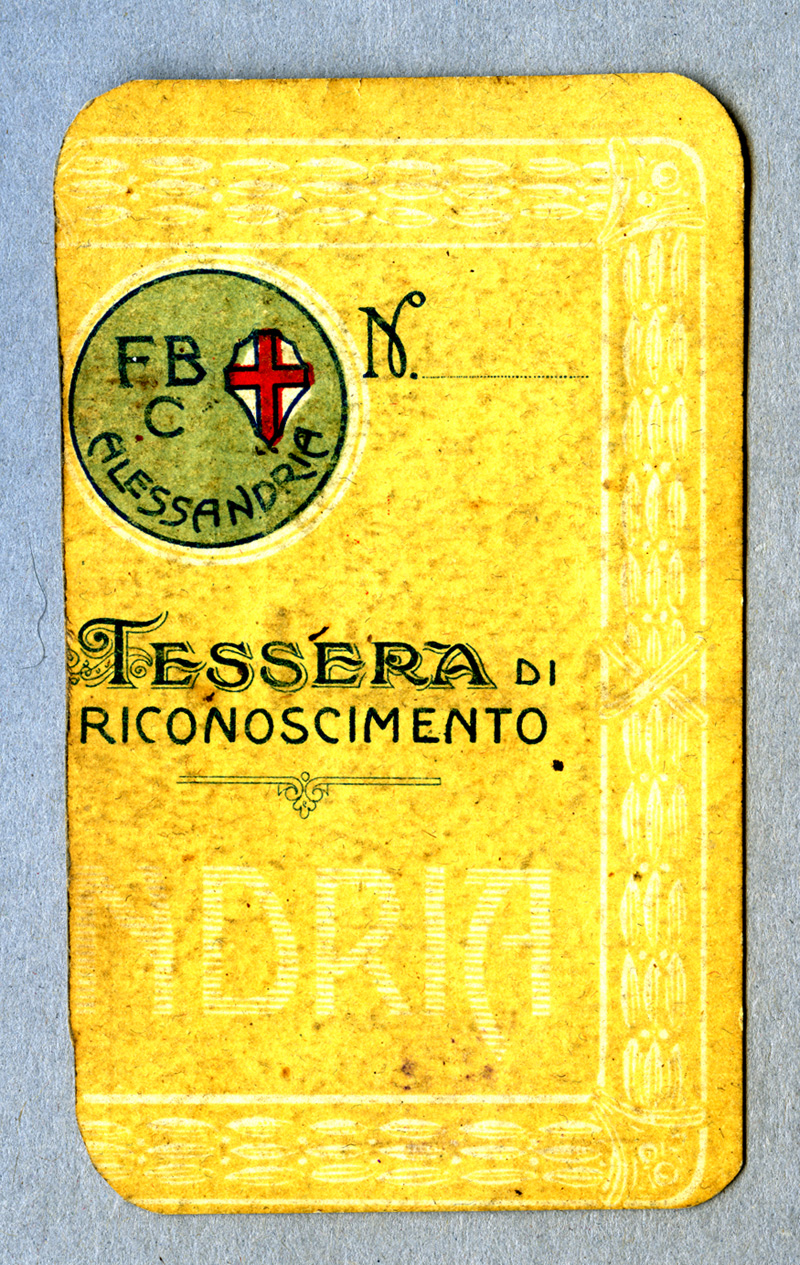 FB
C
ALESSANDRIA
N.
TESSERA DI
RICONOSCIMENTO
NDRIA